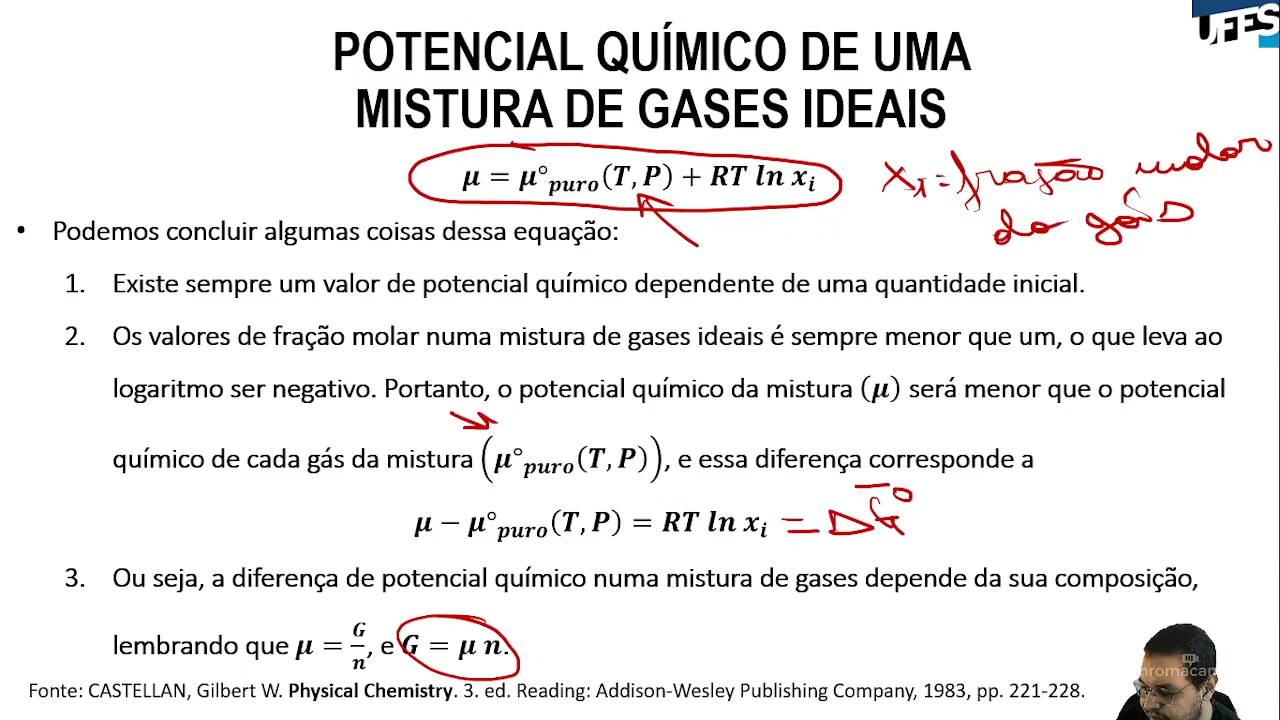 UFES
POTENCIAL QUÍMICO DE UMA
MISTURA DE GASES IDEAIS
μ = μ°puro(T, P) + RT ln xi
xi = fração molar
do gás
• Podemos concluir algumas coisas dessa equação:
1. Existe sempre um valor de potencial químico dependente de uma quantidade inicial.
2. Os valores de fração molar numa mistura de gases ideais é sempre menor que um, o que leva ao
logaritmo ser negativo. Portanto, o potencial químico da mistura (μ) será menor que o potencial
químico de cada gás da mistura (μ°puro(T, P)), e essa diferença corresponde a
μ − μ°puro(T, P) = RT ln xi = ΔG̅°
3. Ou seja, a diferença de potencial químico numa mistura de gases depende da sua composição,
lembrando que μ = G/n, e G = μ n.
chromacam
Fonte: CASTELLAN, Gilbert W. Physical Chemistry. 3. ed. Reading: Addison-Wesley Publishing Company, 1983, pp. 221-228.